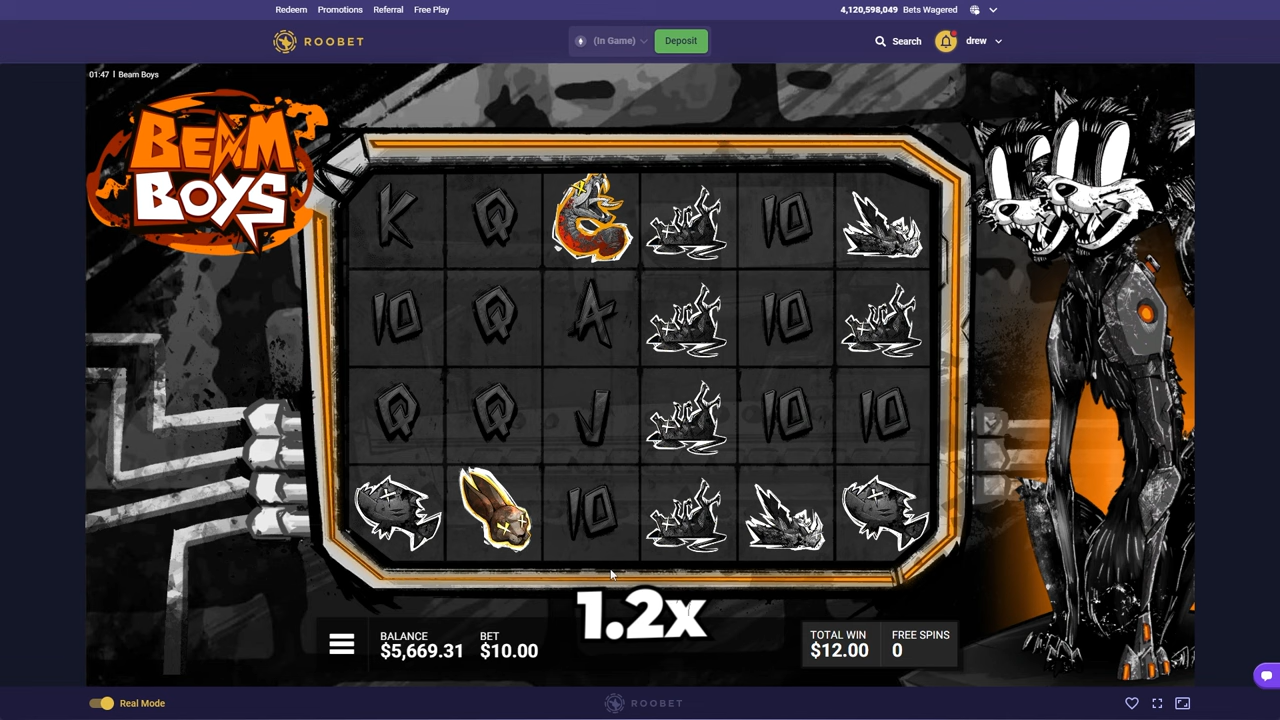 Redeem Promotions Referral Free Play 4,120,598,049 Bets Wagered
ROOBET (In Game) Deposit Search drew
01:47 | Beam Boys
BEAM
BOYS
K Q 10
10 Q A 10
Q Q J 10 10
10
1.2x
BALANCE BET TOTAL WIN FREE SPINS
$5,669.31 $10.00 $12.00 0
Real Mode ROOBET